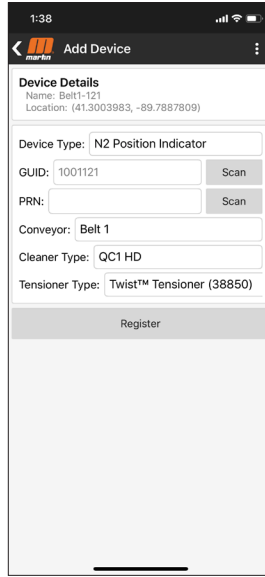 1:38
martin Add Device
Device Details
Name: Belt1-121
Location: (41.3003983, -89.7887809)
Device Type: N2 Position Indicator
GUID: 1001121 Scan
PRN: Scan
Conveyor: Belt 1
Cleaner Type: QC1 HD
Tensioner Type: Twist™ Tensioner (38850)
Register